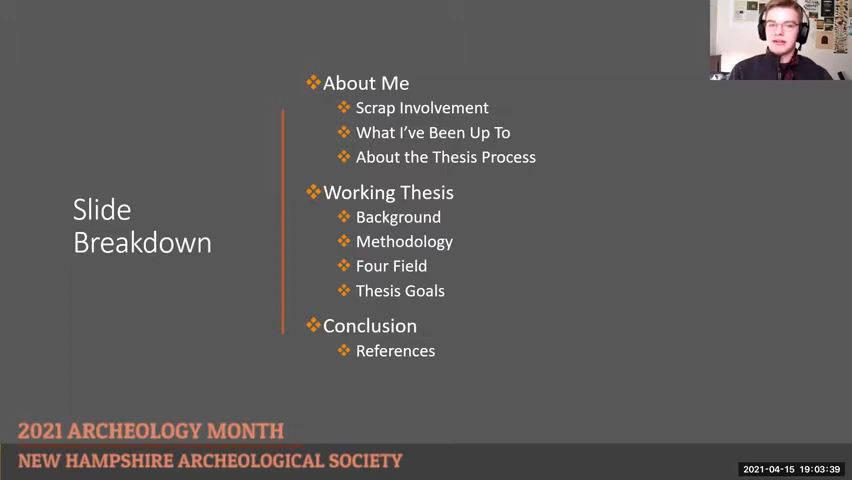 Slide
Breakdown
❖About Me
❖ Scrap Involvement
❖ What I've Been Up To
❖ About the Thesis Process
❖Working Thesis
❖ Background
❖ Methodology
❖ Four Field
❖ Thesis Goals
❖Conclusion
❖ References
2021 ARCHEOLOGY MONTH
NEW HAMPSHIRE ARCHEOLOGICAL SOCIETY
2021-04-15 19:03:39